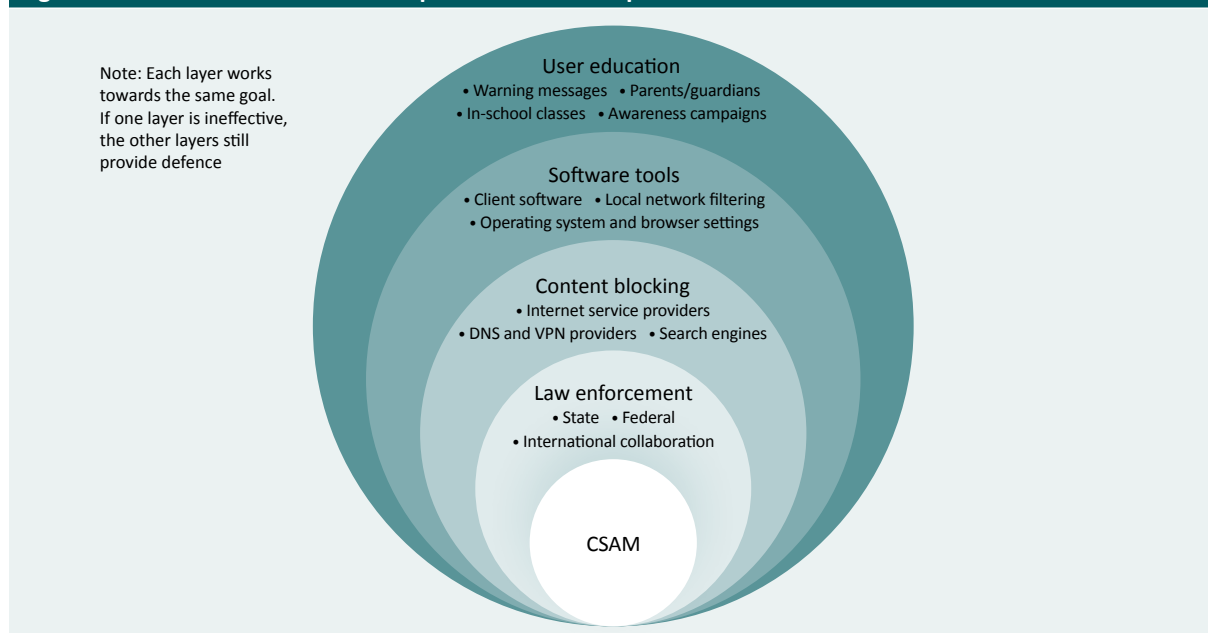 Note: Each layer works
towards the same goal.
If one layer is ineffective,
the other layers still
provide defence
User education
• Warning messages • Parents/guardians
• In-school classes • Awareness campaigns
Software tools
• Client software • Local network filtering
• Operating system and browser settings
Content blocking
• Internet service providers
• DNS and VPN providers • Search engines
Law enforcement
• State • Federal
• International collaboration
CSAM